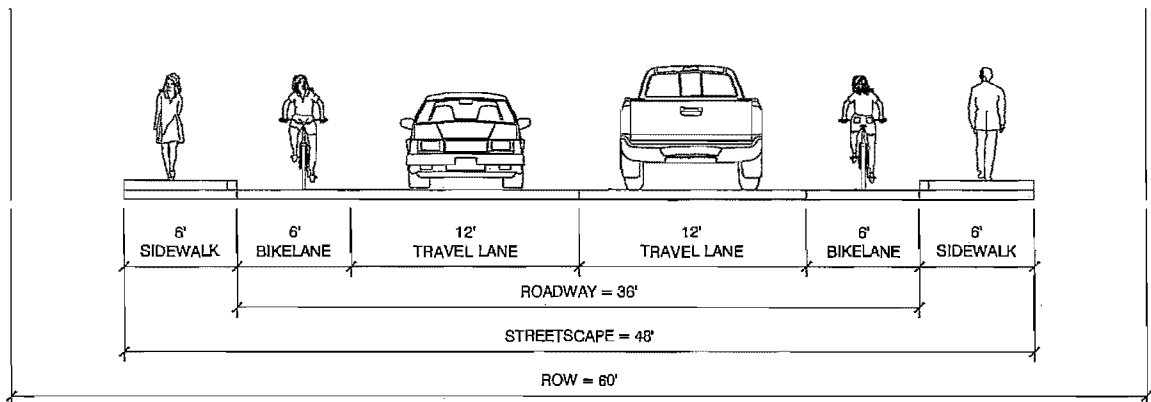 6' 6' 12' 12' 6' 6'
SIDEWALK BIKELANE TRAVEL LANE TRAVEL LANE BIKELANE SIDEWALK
ROADWAY = 36'
STREETSCAPE = 48'
ROW = 60'